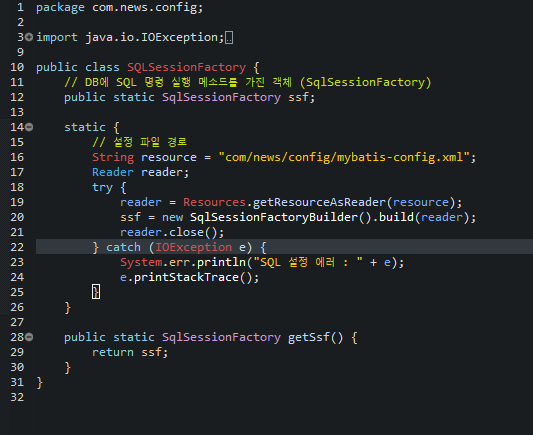 1 package com.news.config;
2
3 import java.io.IOException;
9
10 public class SQLSessionFactory {
11 // DB에 SQL 명령 실행 메소드를 가진 객체 (SqlSessionFactory)
12 public static SqlSessionFactory ssf;
13
14 static {
15 // 설정 파일 경로
16 String resource = "com/news/config/mybatis-config.xml";
17 Reader reader;
18 try {
19 reader = Resources.getResourceAsReader(resource);
20 ssf = new SqlSessionFactoryBuilder().build(reader);
21 reader.close();
22 } catch (IOException e) {
23 System.err.println("SQL 설정 에러 : " + e);
24 e.printStackTrace();
25 }
26 }
27
28 public static SqlSessionFactory getSsf() {
29 return ssf;
30 }
31 }
32